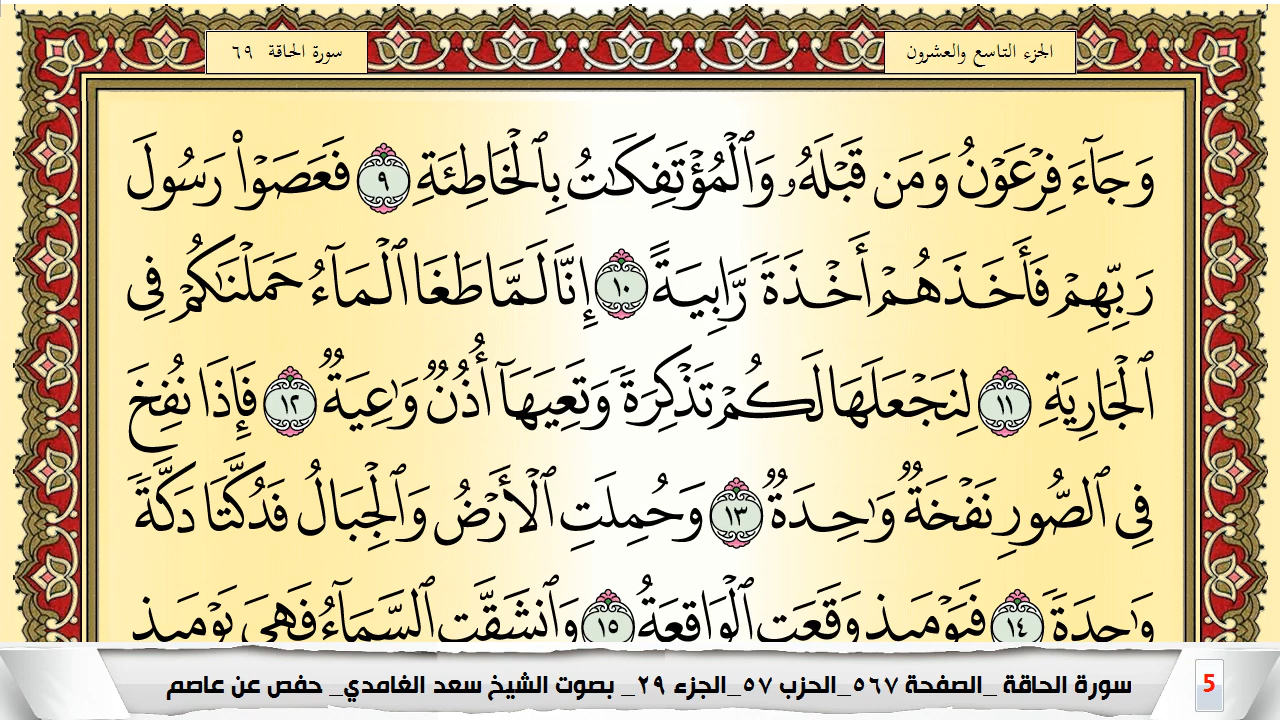 الجزء التاسع والعشرون
سورة الحاقة ٦٩
وَجَآءَ فِرْعَوْنُ وَمَن قَبْلَهُۥ وَٱلْمُؤْتَفِكَٰتُ بِٱلْخَاطِئَةِ ٩ فَعَصَوْا۟ رَسُولَ
رَبِّهِمْ فَأَخَذَهُمْ أَخْذَةً رَّابِيَةً ١٠ إِنَّا لَمَّا طَغَا ٱلْمَآءُ حَمَلْنَٰكُمْ فِى
ٱلْجَارِيَةِ ١١ لِنَجْعَلَهَا لَكُمْ تَذْكِرَةً وَتَعِيَهَآ أُذُنٌ وَٰعِيَةٌ ١٢ فَإِذَا نُفِخَ
فِى ٱلصُّورِ نَفْخَةٌ وَٰحِدَةٌ ١٣ وَحُمِلَتِ ٱلْأَرْضُ وَٱلْجِبَالُ فَدُكَّتَا دَكَّةً
وَٰحِدَةً ١٤ فَيَوْمَئِذٍ وَقَعَتِ ٱلْوَاقِعَةُ ١٥ وَٱنشَقَّتِ ٱلسَّمَآءُ فَهِىَ يَوْمَئِذٍ
5 سورة الحاقة _الصفحة ٥٦٧_الحزب ٥٧_الجزء ٢٩_ بصوت الشيخ سعد الغامدي_ حفص عن عاصم